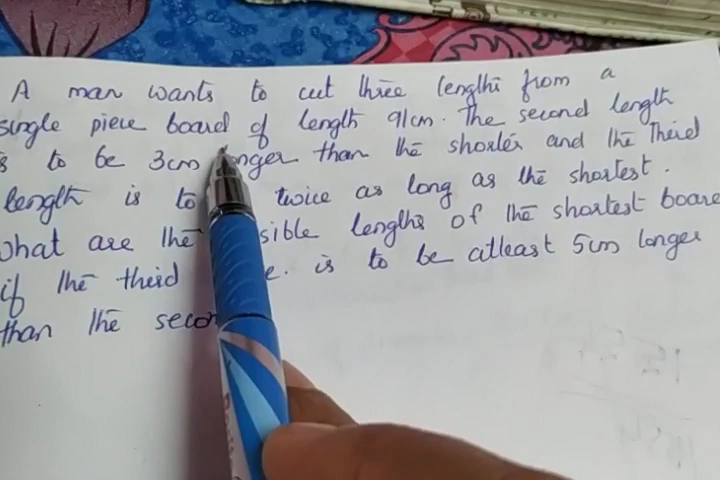 A man wants to cut three lengths from a
single piece board of length 91cm. The second length
is to be 3cm longer than the shorter and the Third
length is to twice as long as the shortest.
what are the sible lengths of the shortest board
if the third e. is to be atleast 5cm longer
than the secon